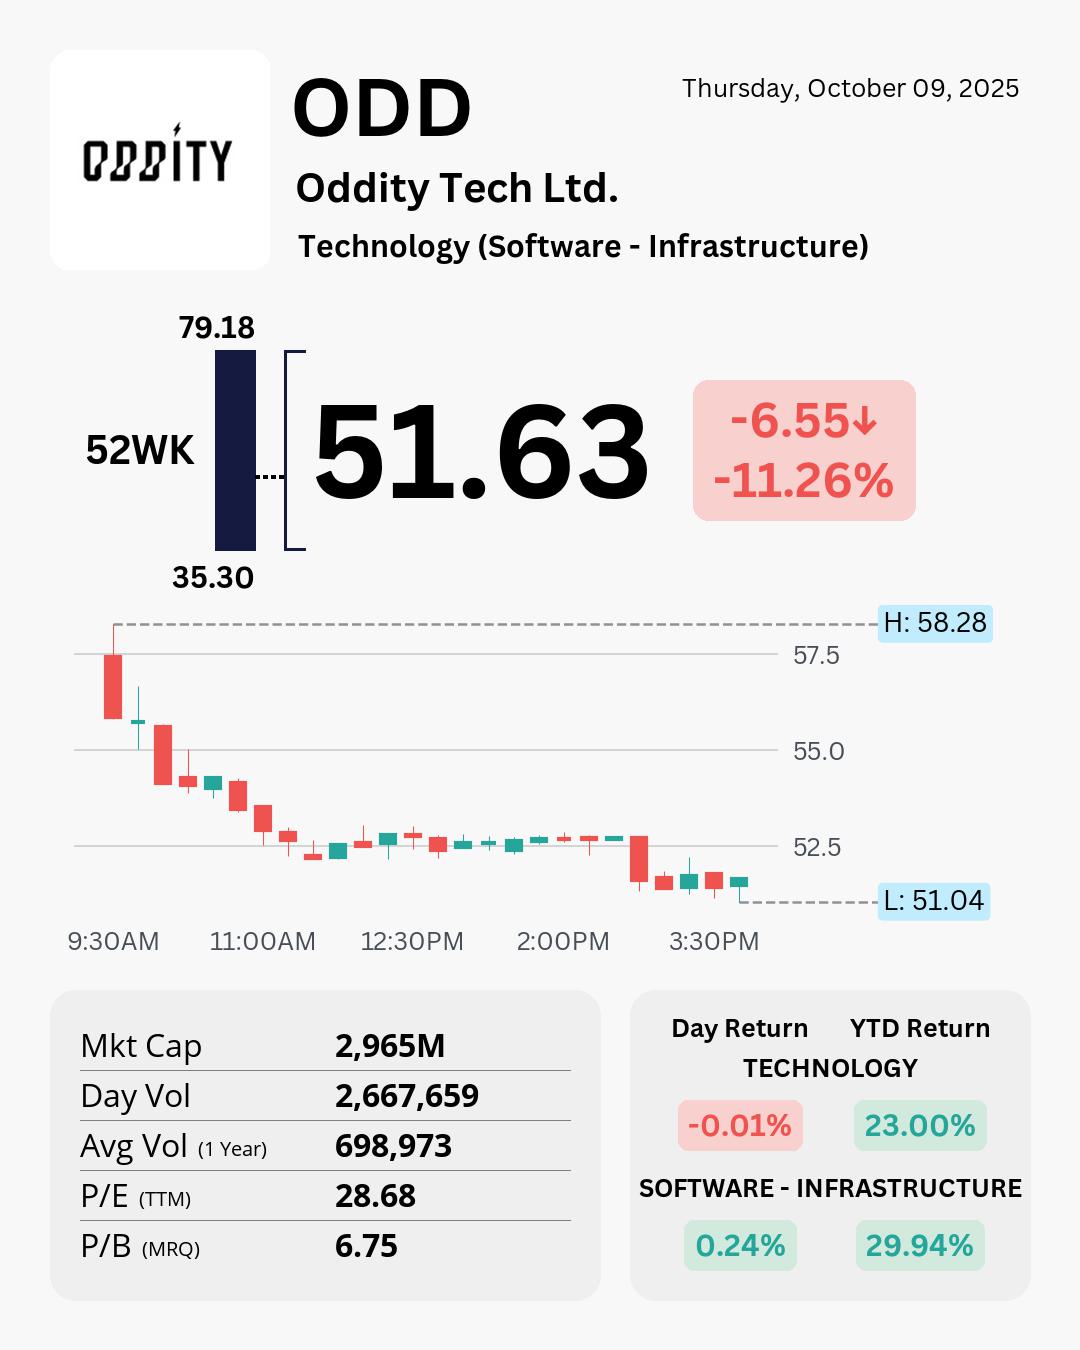 ODDITY
ODD
Thursday, October 09, 2025
Oddity Tech Ltd.
Technology (Software - Infrastructure)
79.18
52WK
35.30
51.63
-6.55↓
-11.26%
H: 58.28
57.5
55.0
52.5
L: 51.04
9:30AM 11:00AM 12:30PM 2:00PM 3:30PM
Mkt Cap 2,965M
Day Vol 2,667,659
Avg Vol (1 Year) 698,973
P/E (TTM) 28.68
P/B (MRQ) 6.75
Day Return YTD Return
TECHNOLOGY
-0.01% 23.00%
SOFTWARE - INFRASTRUCTURE
0.24% 29.94%